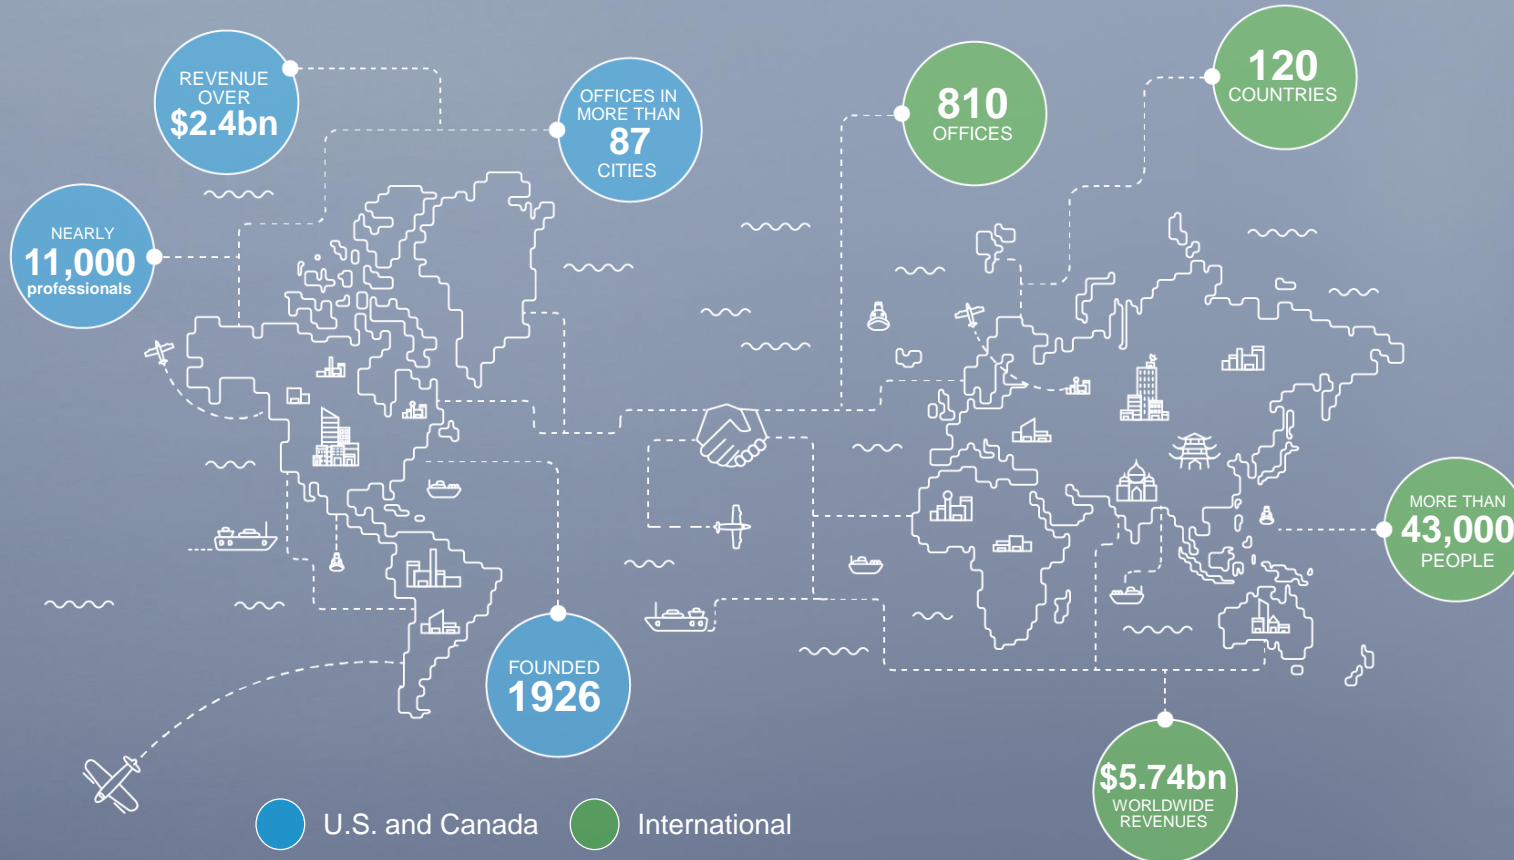 REVENUE
OVER
$2.4bn
OFFICES IN
MORE THAN
87
CITIES
810
OFFICES
120
COUNTRIES
NEARLY
11,000
professionals
MORE THAN
43,000
PEOPLE
FOUNDED
1926
$5.74bn
WORLDWIDE
REVENUES
U.S. and Canada
International